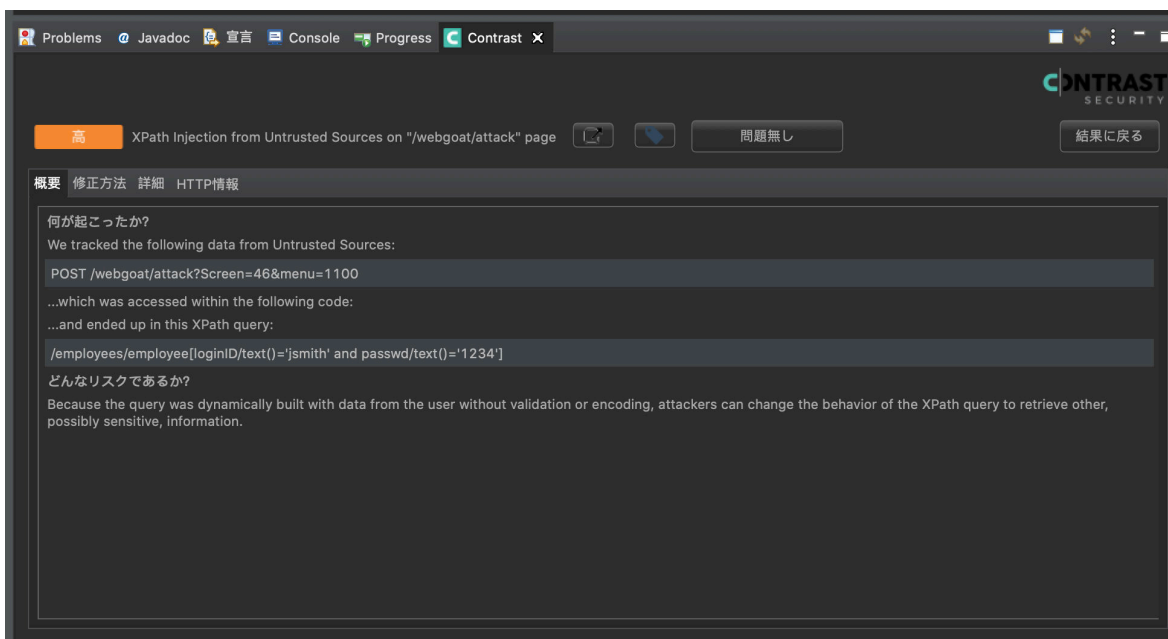 Problems @ Javadoc 宣言 Console Progress Contrast
CONTRAST
SECURITY
高 XPath Injection from Untrusted Sources on "/webgoat/attack" page 問題無し 結果に戻る
概要 修正方法 詳細 HTTP情報
何が起こったか?
We tracked the following data from Untrusted Sources:
POST /webgoat/attack?Screen=46&menu=1100
...which was accessed within the following code:
...and ended up in this XPath query:
/employees/employee[loginID/text()='jsmith' and passwd/text()='1234']
どんなリスクであるか?
Because the query was dynamically built with data from the user without validation or encoding, attackers can change the behavior of the XPath query to retrieve other,
possibly sensitive, information.